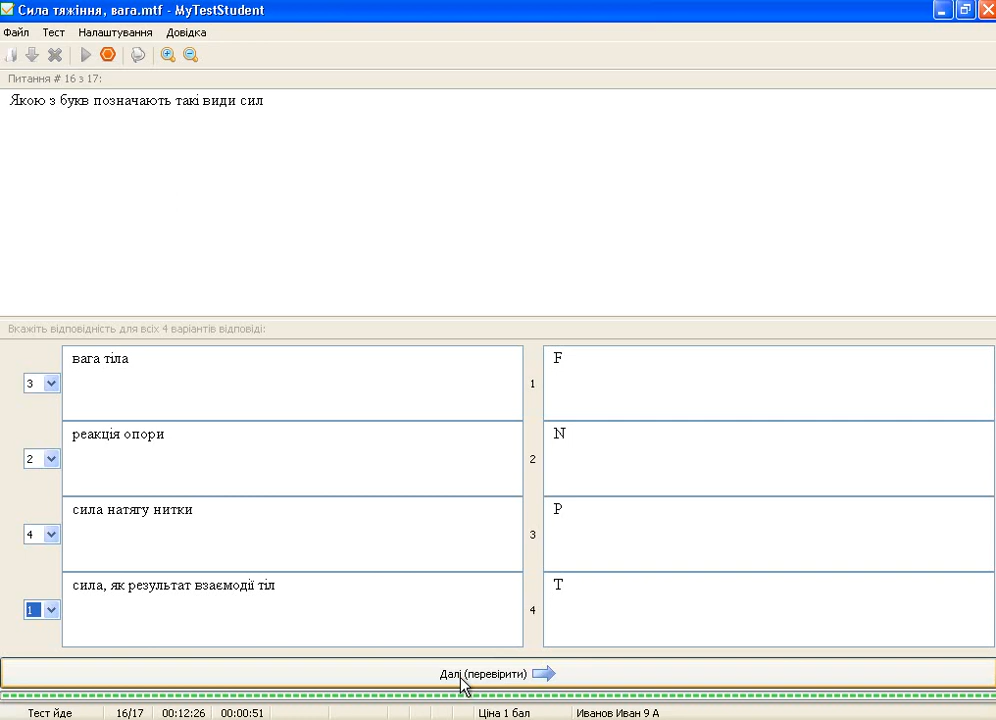 Сила тяжіння, вага.mtf - MyTestStudent
Файл Тест Налаштування Довідка
Питання # 16 з 17:
Якою з букв позначають такі види сил
Вкажіть відповідність для всіх 4 варіантів відповіді:
3 вага тіла 1 F
2 реакція опори 2 N
4 сила натягу нитки 3 P
1 сила, як результат взаємодії тіл 4 T
Далі (перевірити)
Тест йде 16/17 00:12:26 00:00:51 Ціна 1 бал Иванов Иван 9 А